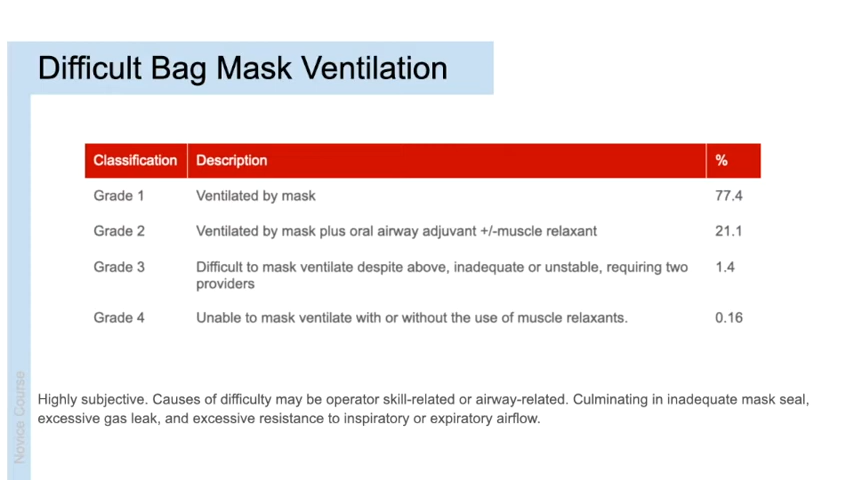 Difficult Bag Mask Ventilation
Classification Description %
Grade 1 Ventilated by mask 77.4
Grade 2 Ventilated by mask plus oral airway adjuvant +/-muscle relaxant 21.1
Grade 3 Difficult to mask ventilate despite above, inadequate or unstable, requiring two 1.4
providers
Grade 4 Unable to mask ventilate with or without the use of muscle relaxants. 0.16
Highly subjective. Causes of difficulty may be operator skill-related or airway-related. Culminating in inadequate mask seal,
excessive gas leak, and excessive resistance to inspiratory or expiratory airflow.
Novice Course